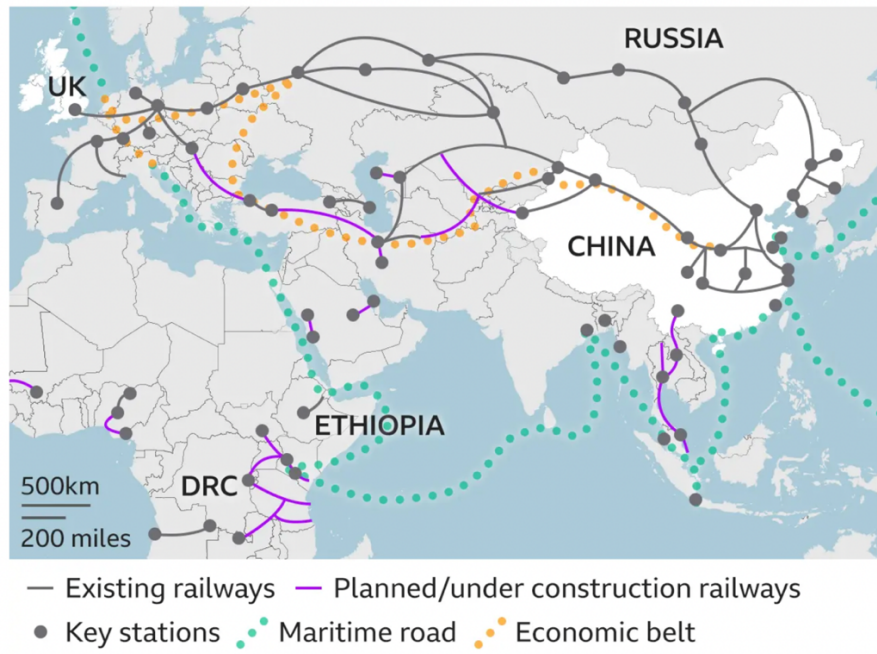 RUSSIA
UK
CHINA
ETHIOPIA
DRC
500km
200 miles
Existing railways
Planned/under construction railways
Key stations
Maritime road
Economic belt